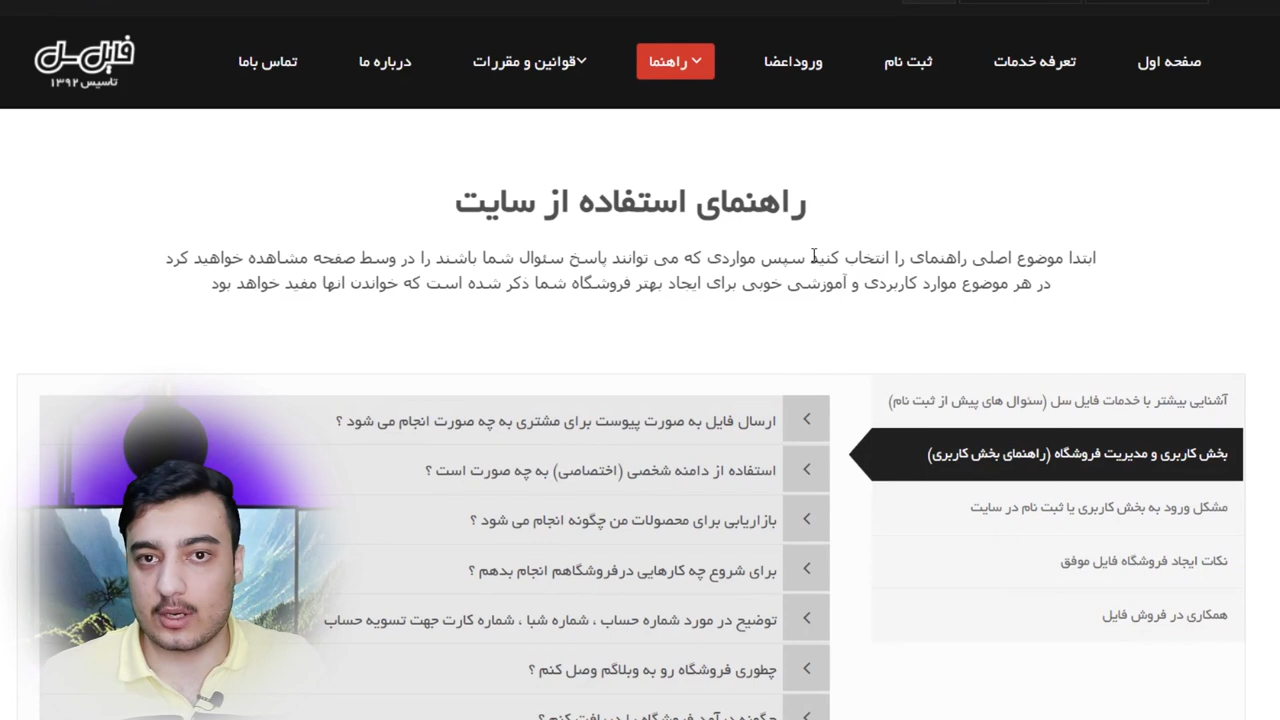 فایل سل
تاسیس ۱۳۹۲
صفحه اول
تعرفه خدمات
ثبت نام
وروداعضا
راهنما
قوانین و مقررات
درباره ما
تماس باما
راهنمای استفاده از سایت
ابتدا موضوع اصلی راهنمای را انتخاب کنید سپس مواردی که می توانند پاسخ سئوال شما باشند را در وسط صفحه مشاهده خواهید کرد
در هر موضوع موارد کاربردی و آموزشی خوبی برای ایجاد بهتر فروشگاه شما ذکر شده است که خواندن انها مفید خواهد بود
آشنایی بیشتر با خدمات فایل سل (سئوال های پیش از ثبت نام)
بخش کاربری و مدیریت فروشگاه (راهنمای بخش کاربری)
مشکل ورود به بخش کاربری یا ثبت نام در سایت
نکات ایجاد فروشگاه فایل موفق
همکاری در فروش فایل
ارسال فایل به صورت پیوست برای مشتری به چه صورت انجام می شود ؟
استفاده از دامنه شخصی (اختصاصی) به چه صورت است ؟
بازاریابی برای محصولات من چگونه انجام می شود ؟
برای شروع چه کارهایی درفروشگاهم انجام بدهم ؟
توضیح در مورد شماره حساب ، شماره شبا ، شماره کارت جهت تسویه حساب
چطوری فروشگاه رو به وبلاگم وصل کنم ؟
چگونه درآمد فروشگاه را دریافت کنم ؟